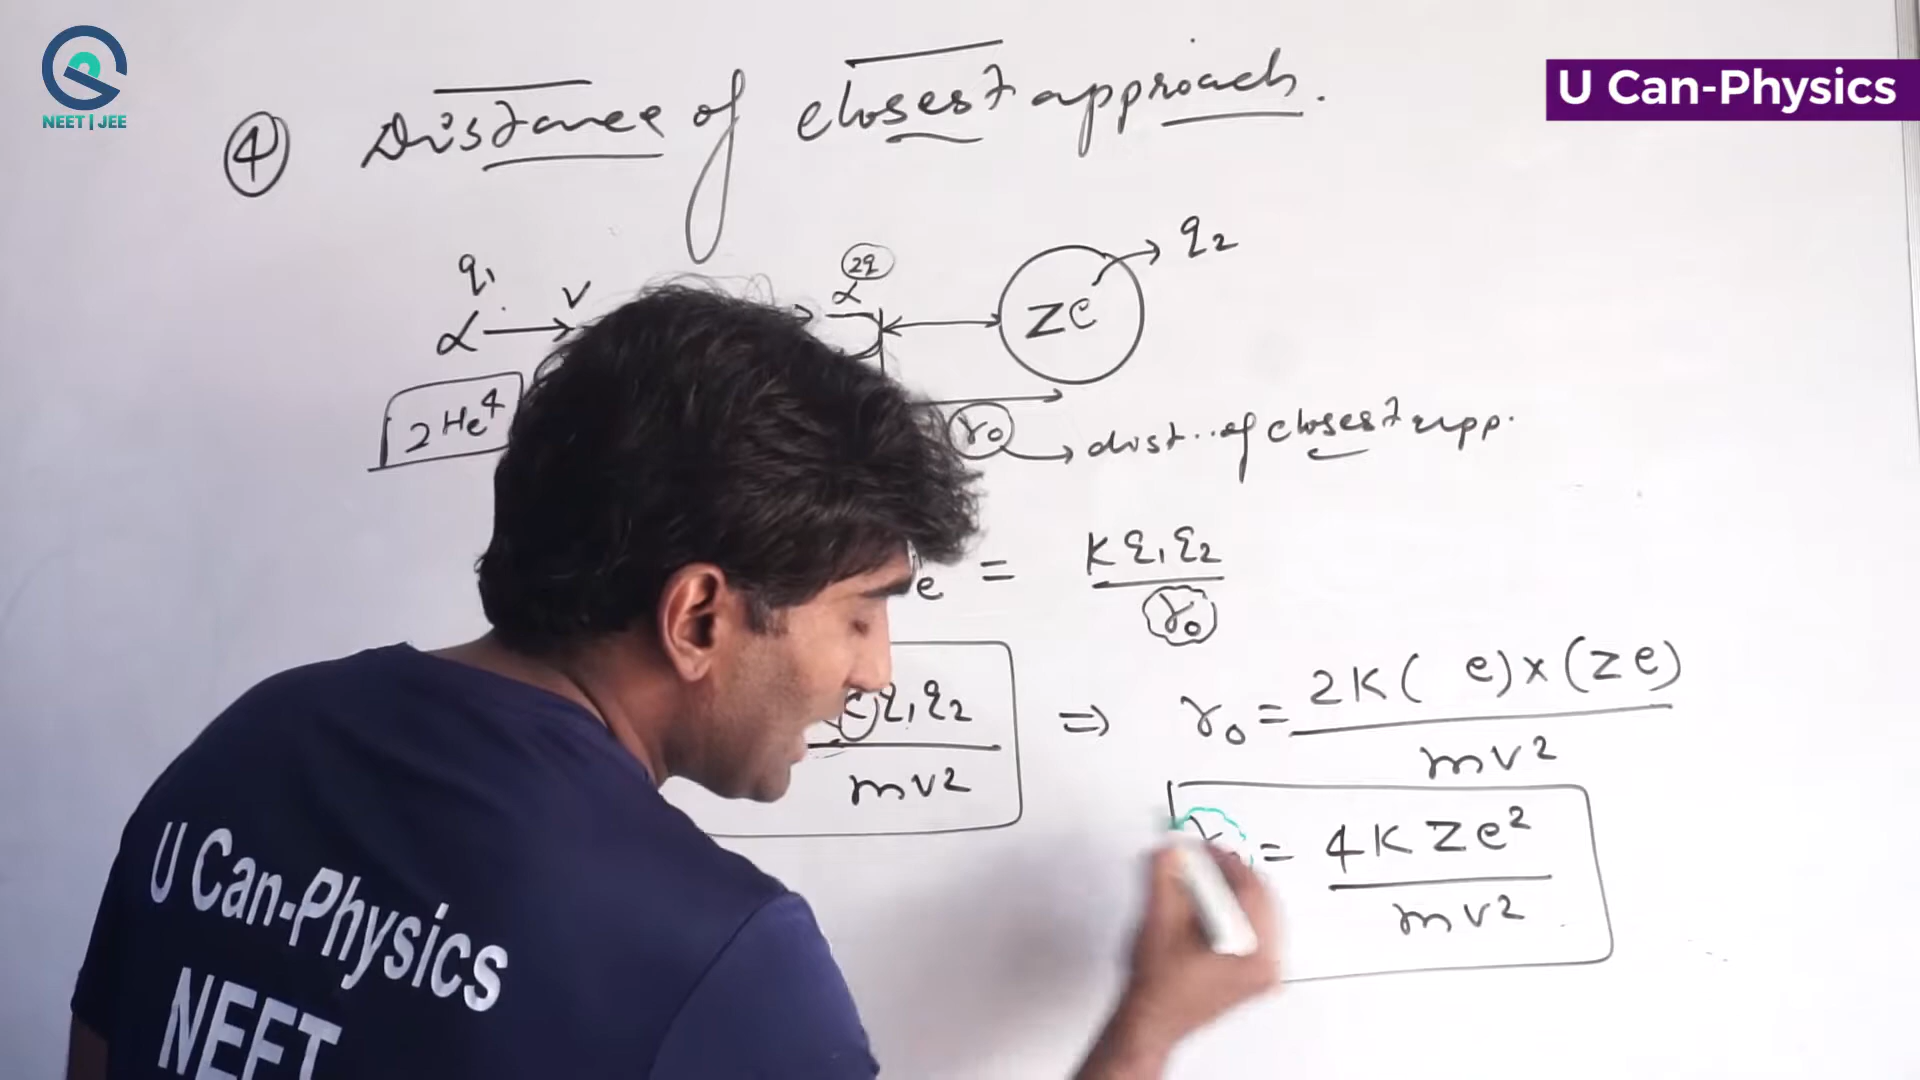 NEET | JEE
U Can-Physics
④ Distance of closest approach.
q₁ V 2q α q₂
α Ze
₂He⁴
r₀ → dist. of closest app.
e = Kq₁q₂ / r₀
q₁q₂ / mv² ⇒ r₀ = 2K( e)×(Ze) / mv²
= 4KZe² / mv²
U Can-Physics
NEET